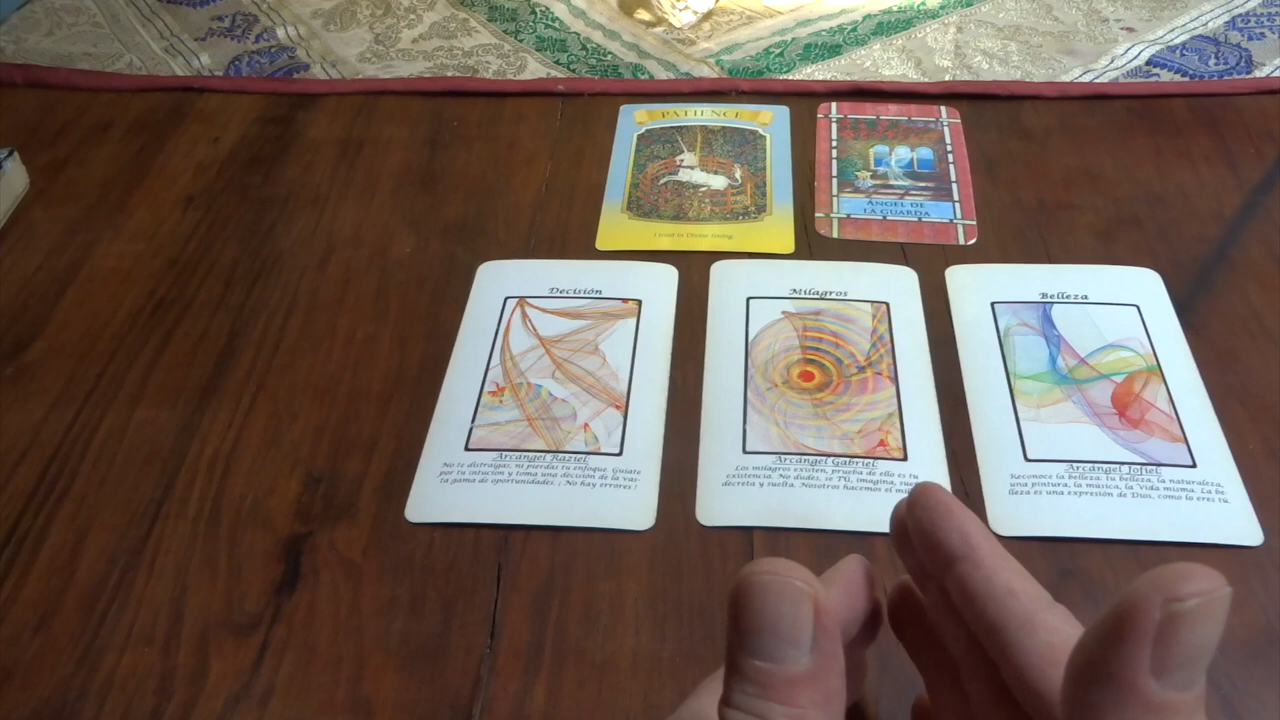 PATIENCE
I trust in Divine timing.
ÁNGEL DE
LA GUARDA
Decisión
Arcángel Raziel:
No te distraigas, ni pierdas tu enfoque. Guíate
por tu intución y toma una decisión de la vas-
ta gama de oportunidades. ¡ No hay errores !
Milagros
Arcángel Gabriel:
Los milagros existen, prueba de ello es tu
existencia. No dudes, se TÚ, imagina,
decreta y suelta. Nosotros hacemos el
Belleza
Arcángel Jofiel:
Reconoce la belleza: tu belleza, la naturaleza,
una pintura, la música, la Vida misma. La be-
lleza es una expresión de Dios, como lo eres tú.